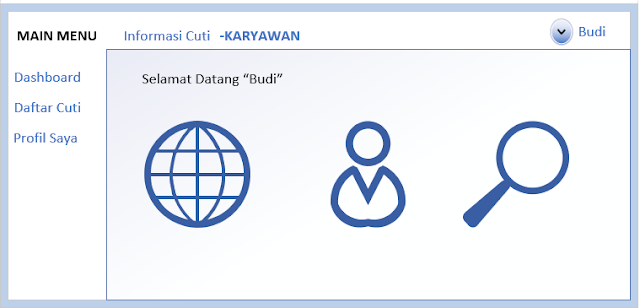 MAIN MENU
Informasi Cuti -KARYAWAN
Budi
Dashboard
Daftar Cuti
Profil Saya
Selamat Datang “Budi”